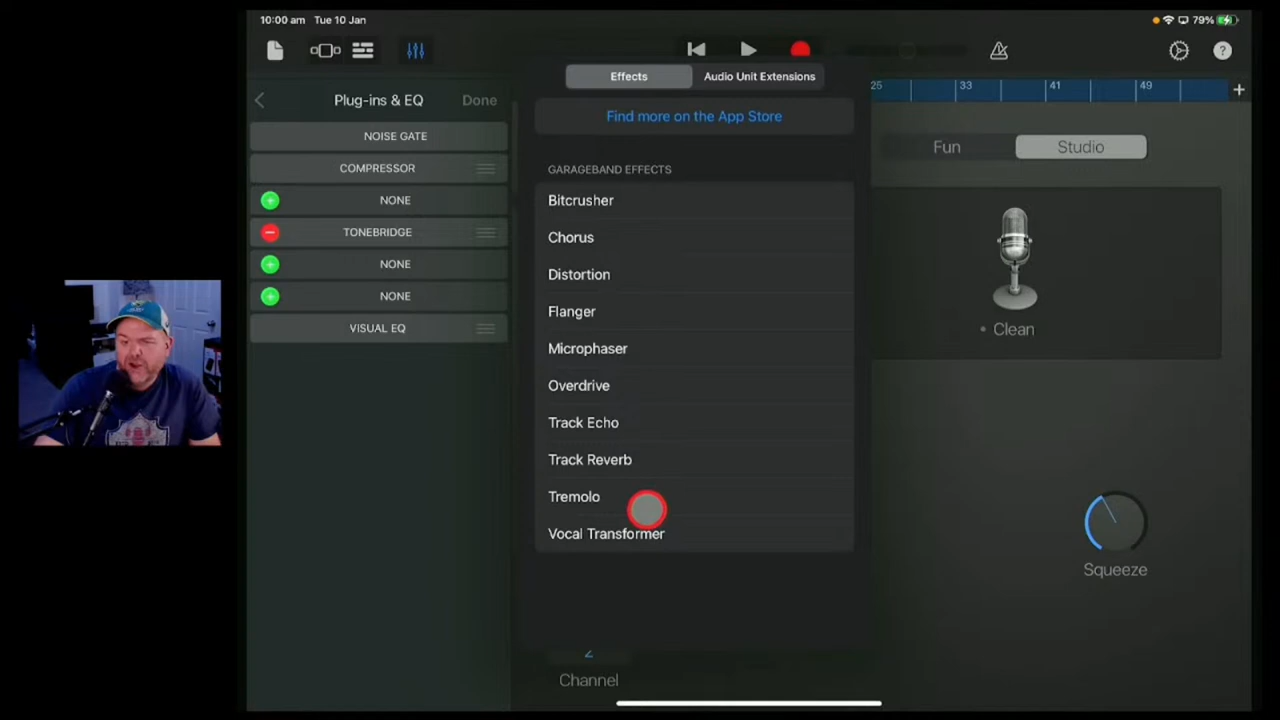 10:00 am Tue 10 Jan
79%
Effects
Audio Unit Extensions
Plug-ins & EQ
Done
Find more on the App Store
NOISE GATE
COMPRESSOR
NONE
TONEBRIDGE
NONE
NONE
VISUAL EQ
GARAGEBAND EFFECTS
Bitcrusher
Chorus
Distortion
Flanger
Microphaser
Overdrive
Track Echo
Track Reverb
Tremolo
Vocal Transformer
25 33 41 49
Fun
Studio
Clean
Squeeze
2
Channel